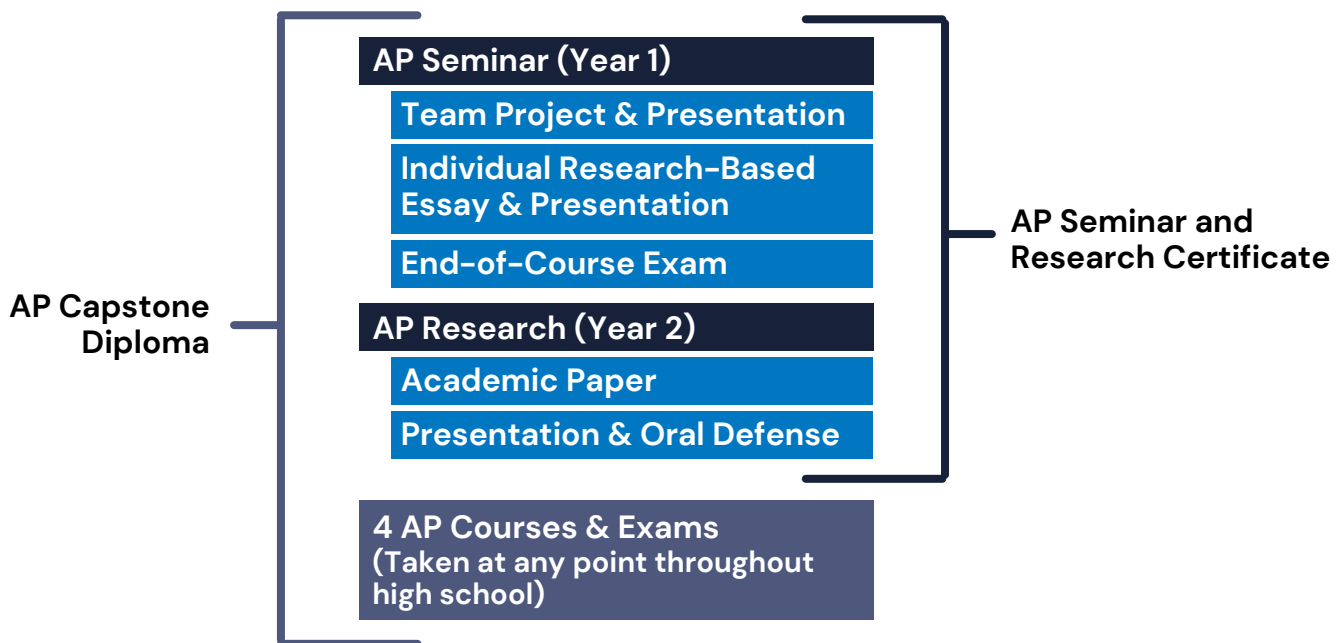 AP Capstone
Diploma
AP Seminar (Year 1)
Team Project & Presentation
Individual Research-Based
Essay & Presentation
End-of-Course Exam
AP Research (Year 2)
Academic Paper
Presentation & Oral Defense
4 AP Courses & Exams
(Taken at any point throughout
high school)
AP Seminar and
Research Certificate